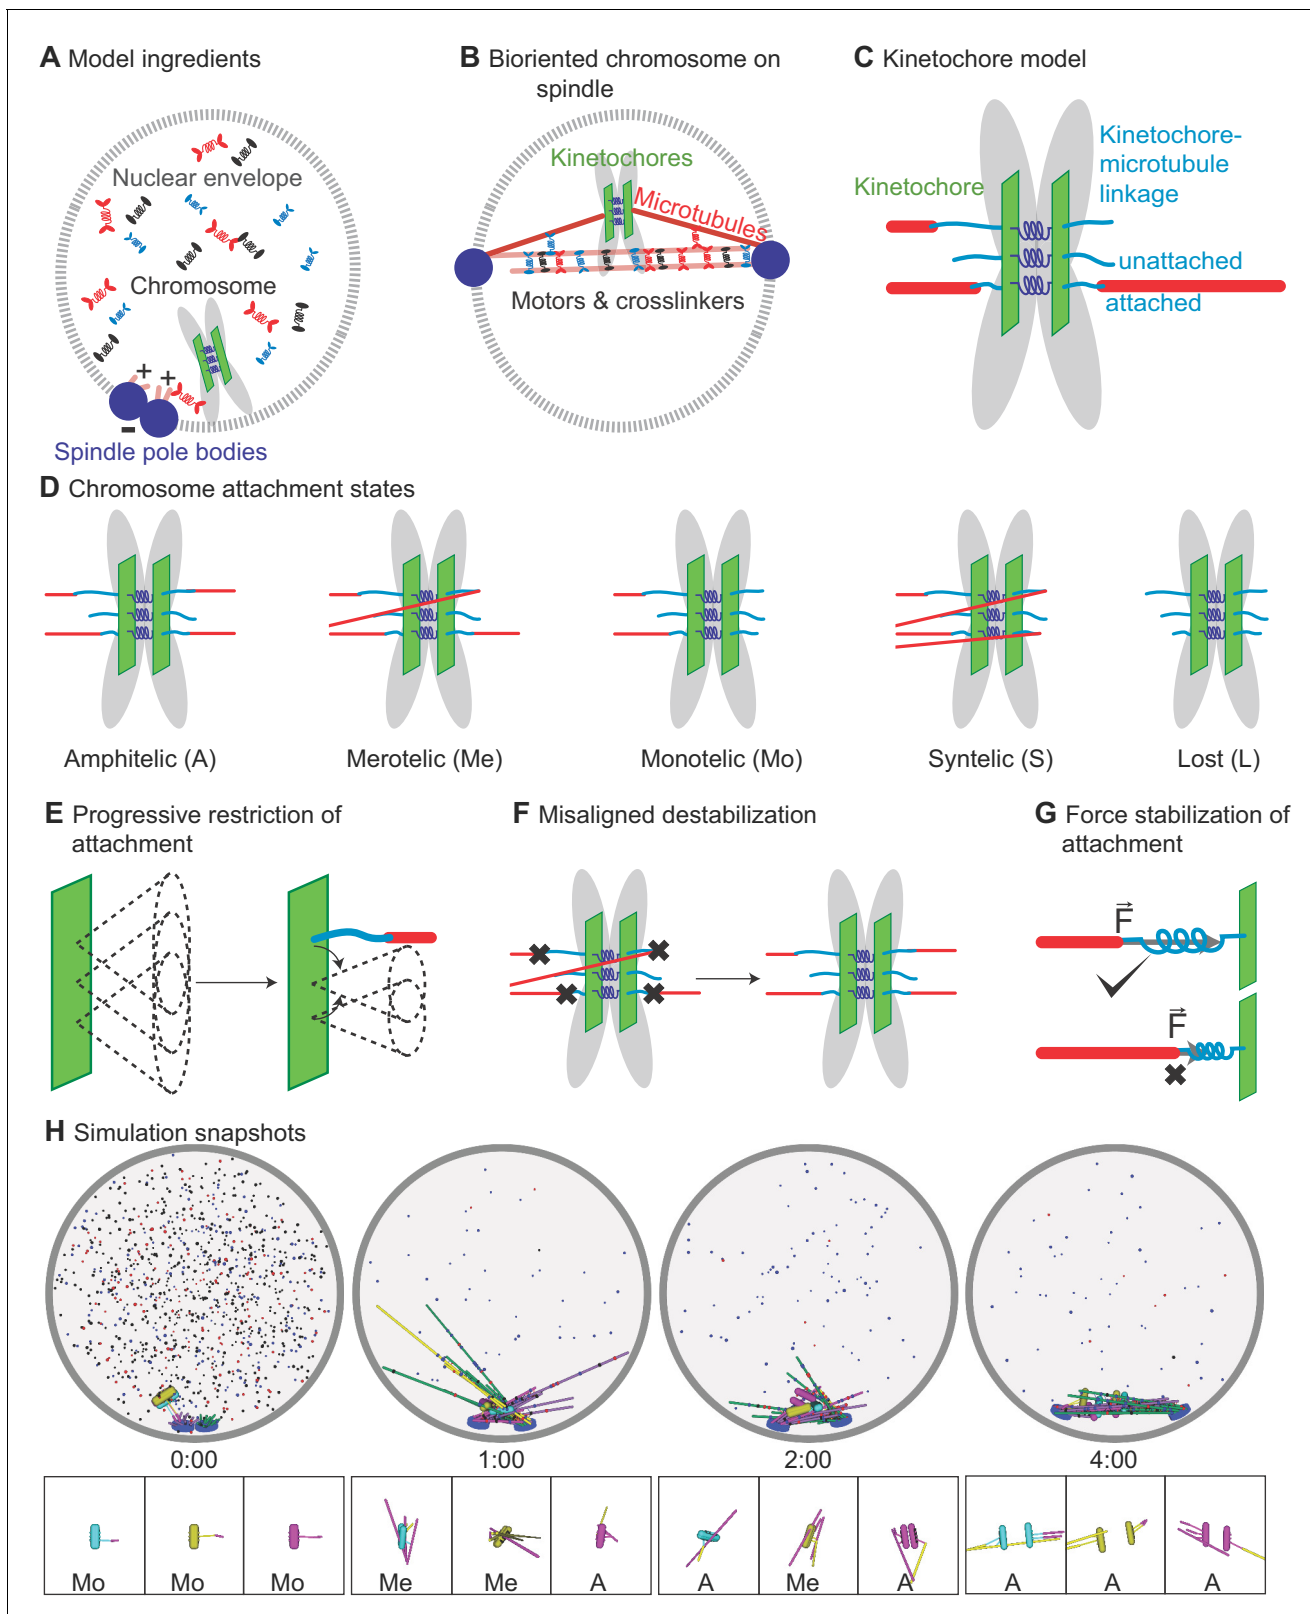 A Model ingredients
Nuclear envelope
Chromosome
+
+
-
Spindle pole bodies
B Bioriented chromosome on
spindle
Kinetochores
Microtubules
Motors & crosslinkers
C Kinetochore model
Kinetochore-
microtubule
linkage
Kinetochore
unattached
attached
D Chromosome attachment states
Amphitelic (A)
Merotelic (Me)
Monotelic (Mo)
Syntelic (S)
Lost (L)
E Progressive restriction of
attachment
F Misaligned destabilization
G Force stabilization of
attachment
F
F
H Simulation snapshots
0:00
1:00
2:00
4:00
Mo
Mo
Mo
Me
Me
A
A
Me
A
A
A
A